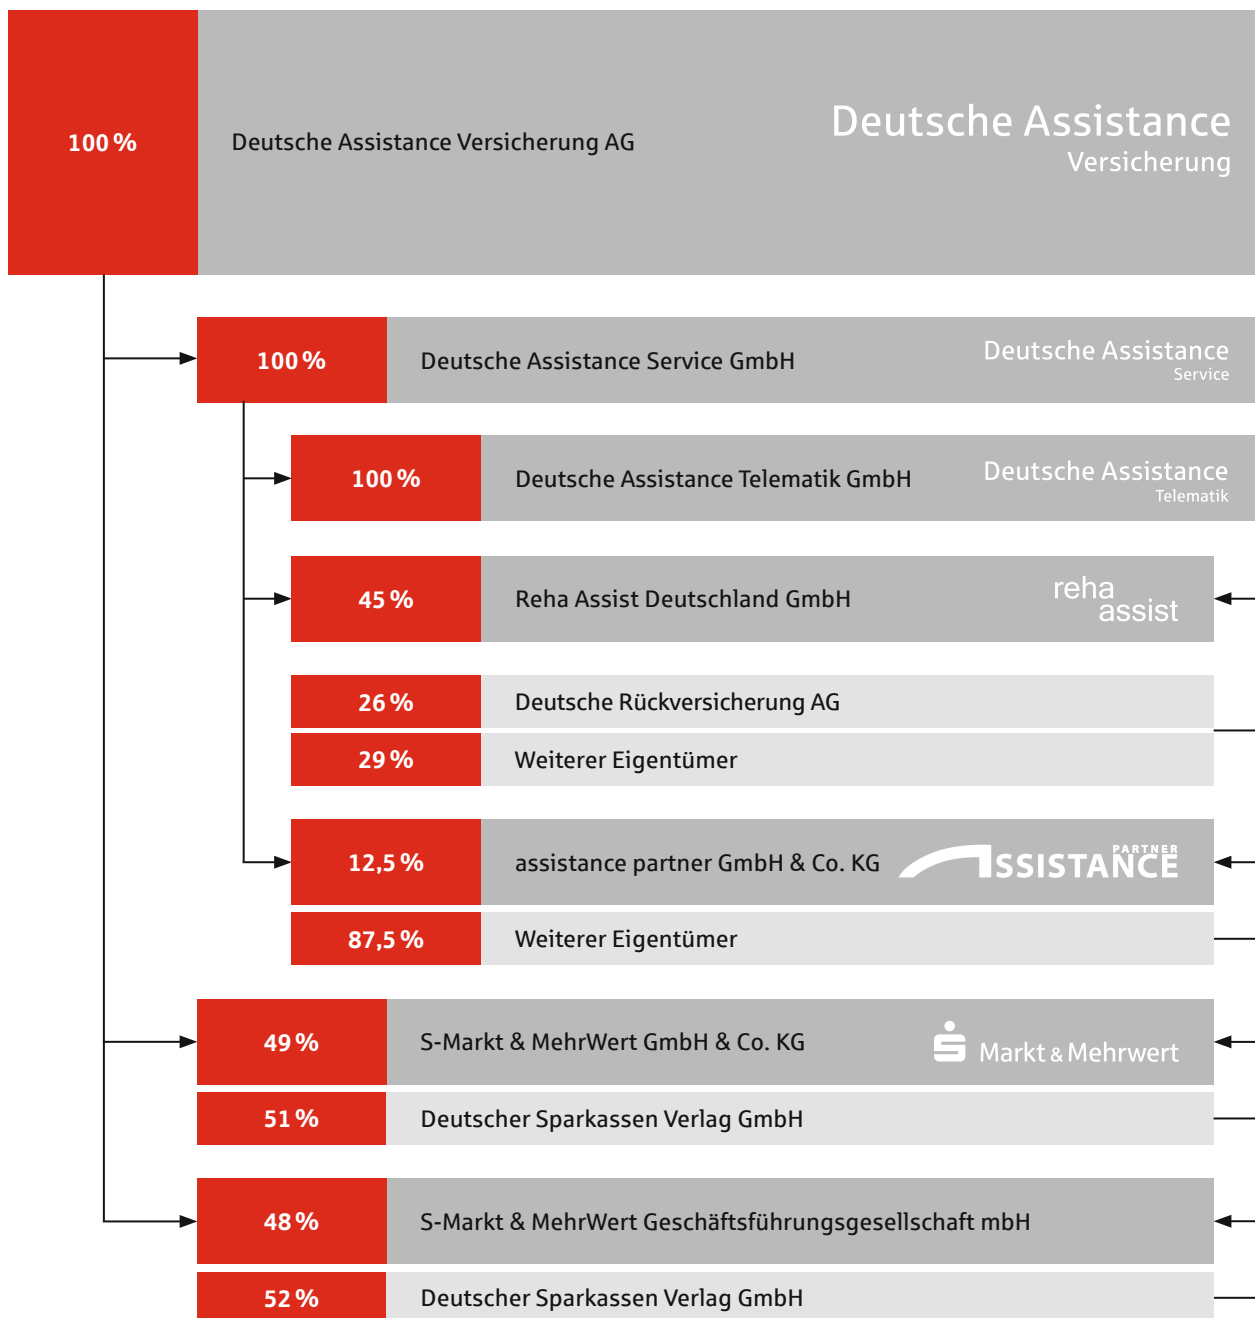 100 %
Deutsche Assistance Versicherung AG
Deutsche Assistance
Versicherung
100 %
Deutsche Assistance Service GmbH
Deutsche Assistance
Service
100 %
Deutsche Assistance Telematik GmbH
Deutsche Assistance
Telematik
45 %
Reha Assist Deutschland GmbH
reha
assist
26 %
Deutsche Rückversicherung AG
29 %
Weiterer Eigentümer
12,5 %
assistance partner GmbH & Co. KG
PARTNER
ASSISTANCE
87,5 %
Weiterer Eigentümer
49 %
S-Markt & MehrWert GmbH & Co. KG
Markt & Mehrwert
51 %
Deutscher Sparkassen Verlag GmbH
48 %
S-Markt & MehrWert Geschäftsführungsgesellschaft mbH
52 %
Deutscher Sparkassen Verlag GmbH